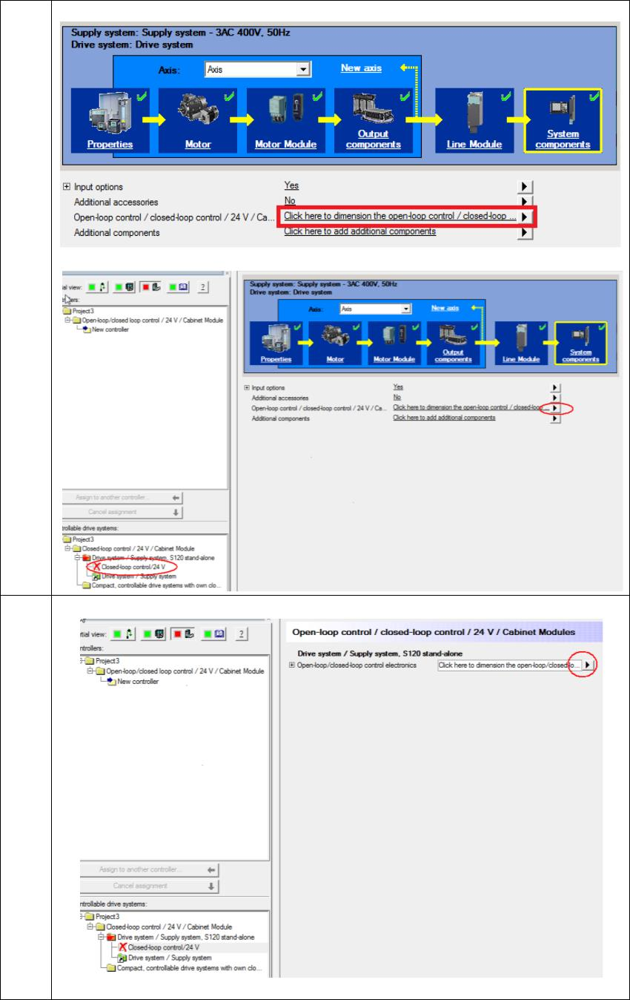 Supply system: Supply system - 3AC 400V, 50Hz
Drive system: Drive system
Axis: Axis New axis
Properties Motor Motor Module Output components Line Module System components
Input options Yes
Additional accessories No
Open-loop control / closed-loop control / 24 V / Ca... Click here to dimension the open-loop control / closed-loop ...
Additional components Click here to add additional components
ial view: ?
ers:
Project3
Open-loop/closed loop control / 24 V / Cabinet Module
New controller
Assign to another controller...
Cancel assignment
trollable drive systems:
Project3
Closed-loop control / 24 V / Cabinet Module
Drive system / Supply system, S120 stand-alone
Closed-loop control/24 V
Drive system / Supply system
Compact, controllable drive systems with own clo...
Supply system: Supply system - 3AC 400V, 50Hz
Drive system: Drive system
Axis: Axis New axis
Properties Motor Motor Module Output components Line Module System components
Input options Yes
Additional accessories No
Open-loop control / closed-loop control / 24 V / Ca... Click here to dimension the open-loop control / closed-loop ...
Additional components Click here to add additional components
rtial view: ?
ntrollers:
Project3
Open-loop/closed loop control / 24 V / Cabinet Module
New controller
Assign to another controller...
Cancel assignment
ntrollable drive systems:
Project3
Closed-loop control / 24 V / Cabinet Module
Drive system / Supply system, S120 stand-alone
Closed-loop control/24 V
Drive system / Supply system
Compact, controllable drive systems with own clo...
Open-loop control / closed-loop control / 24 V / Cabinet Modules
Drive system / Supply system, S120 stand-alone
Open-loop/closed-loop control electronics Click here to dimension the open-loop/closed-lo...